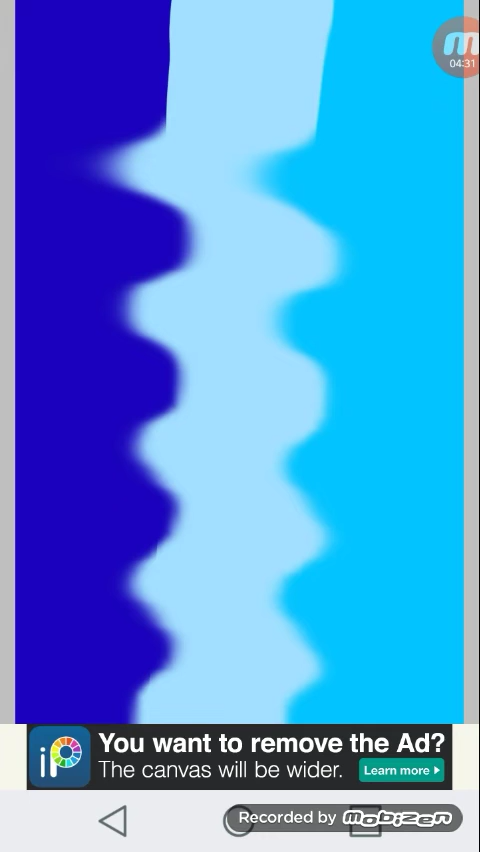 04:31
You want to remove the Ad?
The canvas will be wider.
Learn more
Recorded by mobizen